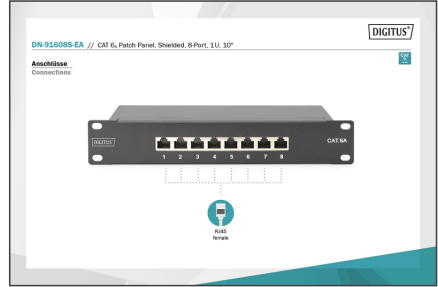 DIGITUS®
DN-91608S-EA // CAT 6A Patch Panel, Shielded, 8-Port, 1U, 10"
CAT
Anschlüsse
Connections
DIGITUS
CAT.6A
1 2 3 4 5 6 7 8
RJ45
female